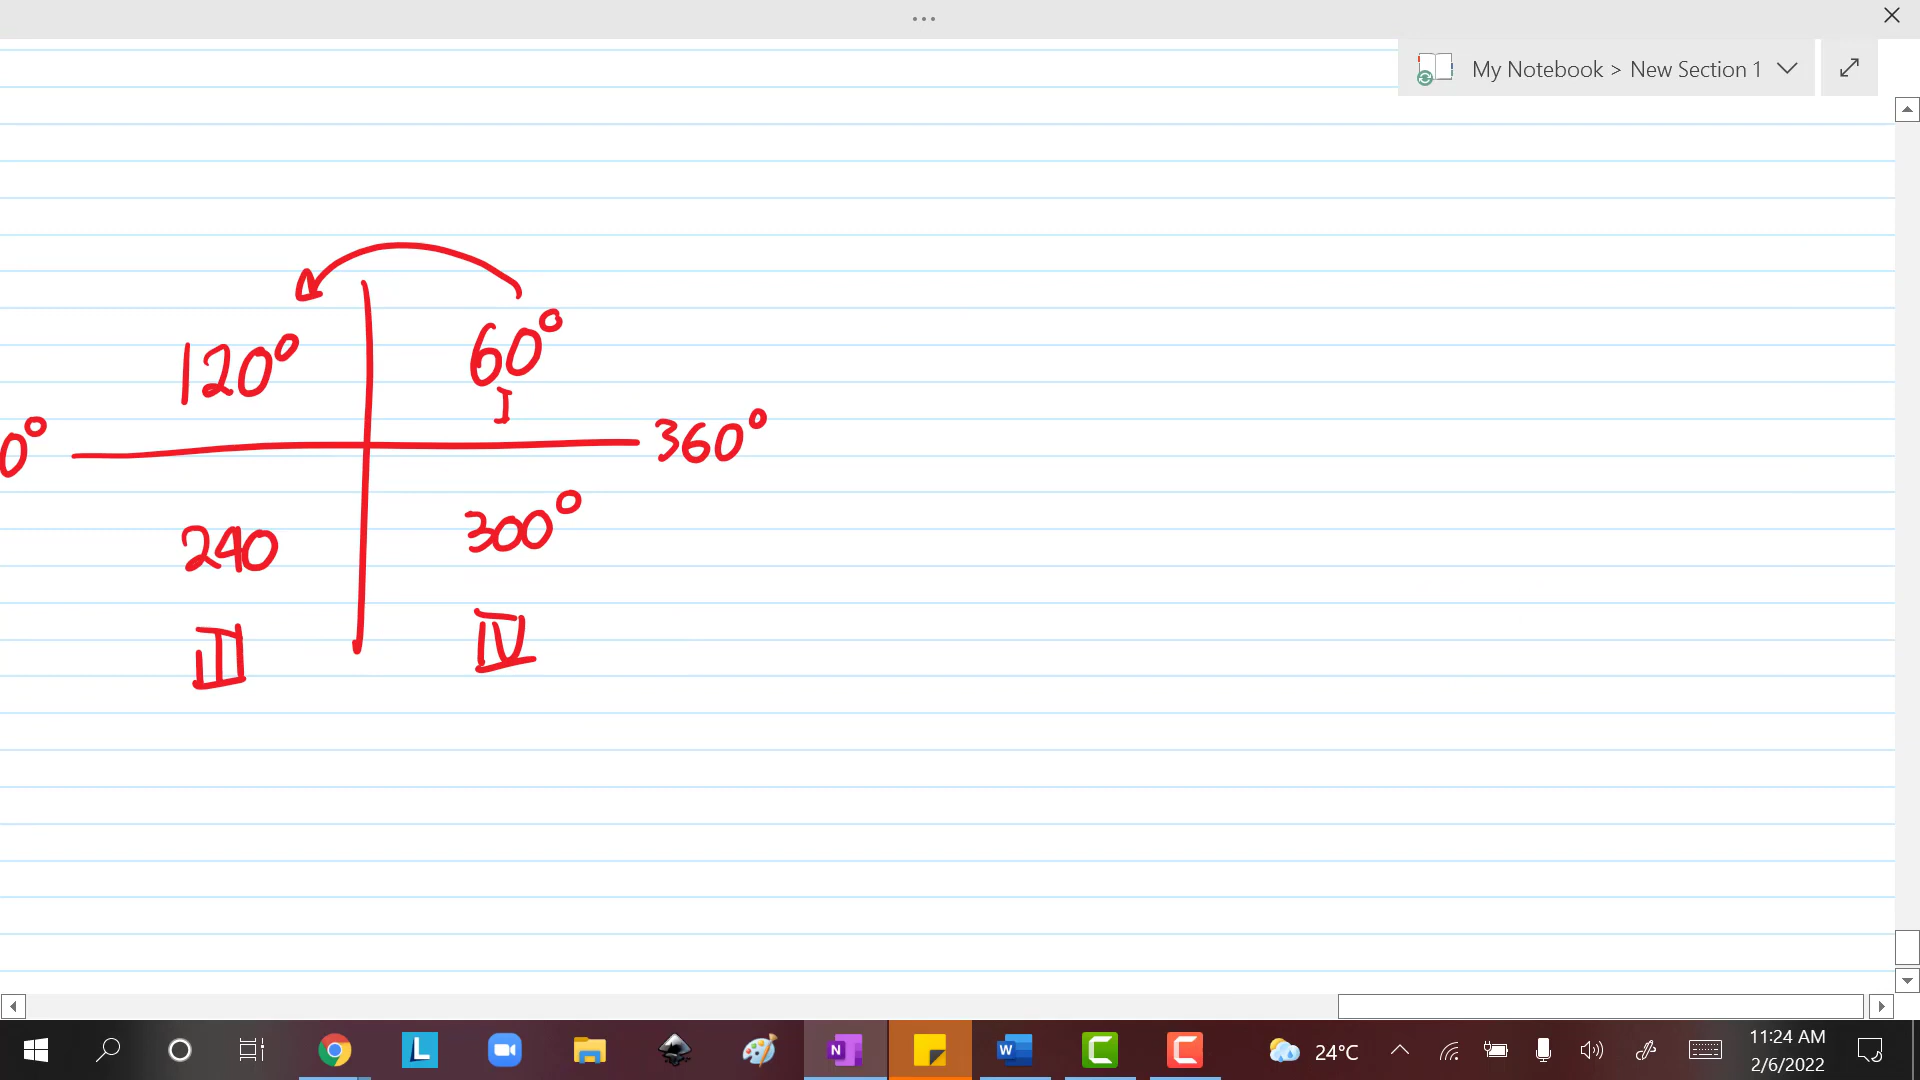 My Notebook > New Section 1
120° 60°
I
0° 360°
240 300°
III IV
24°C
11:24 AM
2/6/2022